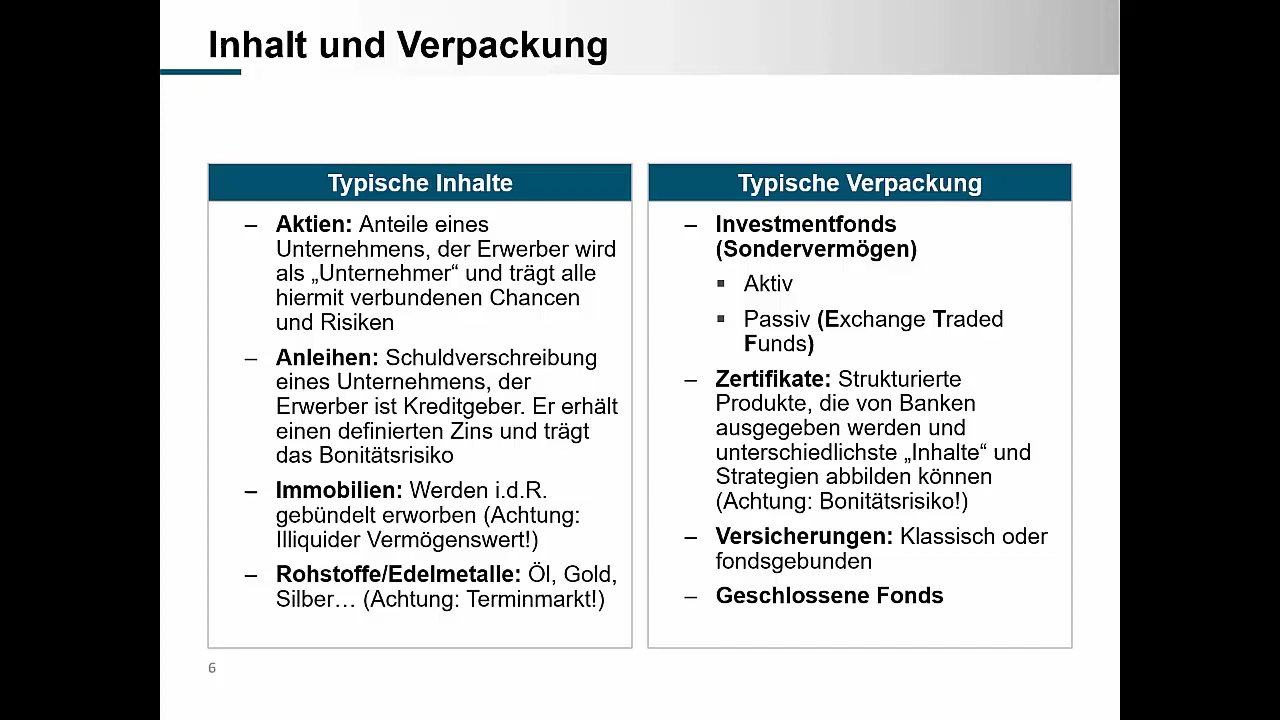 Inhalt und Verpackung
Typische Inhalte
– Aktien: Anteile eines
Unternehmens, der Erwerber wird
als „Unternehmer“ und trägt alle
hiermit verbundenen Chancen
und Risiken
– Anleihen: Schuldverschreibung
eines Unternehmens, der
Erwerber ist Kreditgeber. Er erhält
einen definierten Zins und trägt
das Bonitätsrisiko
– Immobilien: Werden i.d.R.
gebündelt erworben (Achtung:
Illiquider Vermögenswert!)
– Rohstoffe/Edelmetalle: Öl, Gold,
Silber… (Achtung: Terminmarkt!)
Typische Verpackung
– Investmentfonds
(Sondervermögen)
▪ Aktiv
▪ Passiv (Exchange Traded
Funds)
– Zertifikate: Strukturierte
Produkte, die von Banken
ausgegeben werden und
unterschiedlichste „Inhalte“ und
Strategien abbilden können
(Achtung: Bonitätsrisiko!)
– Versicherungen: Klassisch oder
fondsgebunden
– Geschlossene Fonds
6